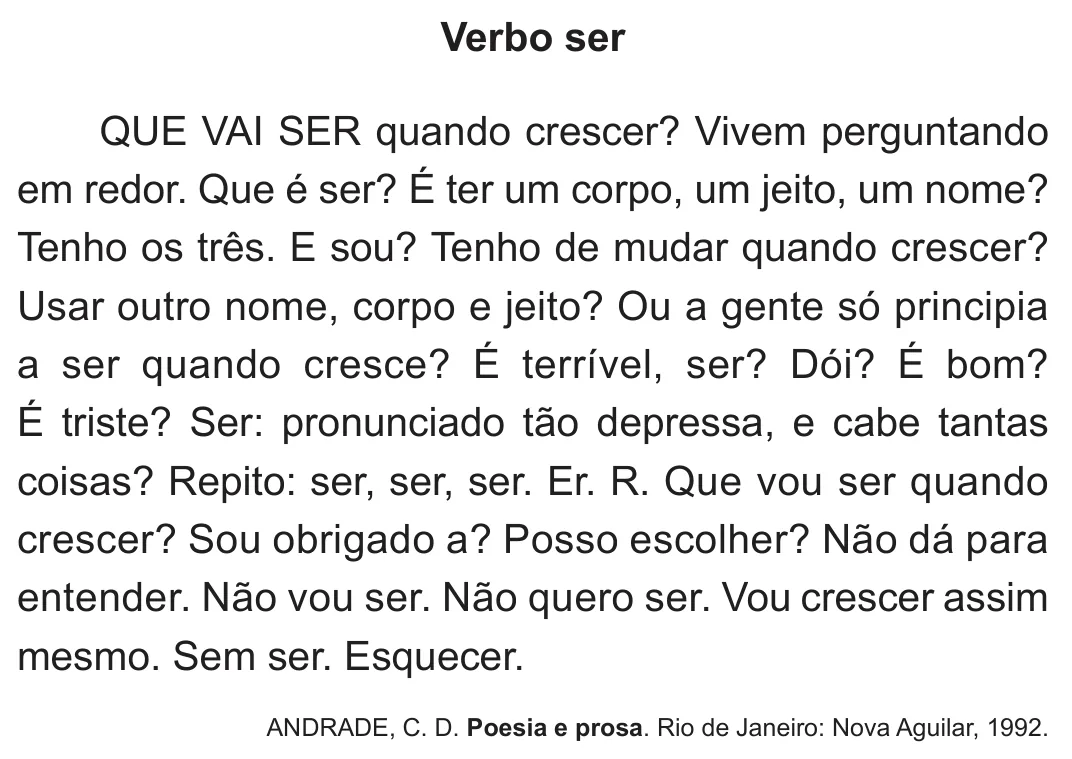 Verbo ser
QUE VAI SER quando crescer? Vivem perguntando
em redor. Que é ser? É ter um corpo, um jeito, um nome?
Tenho os três. E sou? Tenho de mudar quando crescer?
Usar outro nome, corpo e jeito? Ou a gente só principia
a ser quando cresce? É terrível, ser? Dói? É bom?
É triste? Ser: pronunciado tão depressa, e cabe tantas
coisas? Repito: ser, ser, ser. Er. R. Que vou ser quando
crescer? Sou obrigado a? Posso escolher? Não dá para
entender. Não vou ser. Não quero ser. Vou crescer assim
mesmo. Sem ser. Esquecer.
ANDRADE, C. D. Poesia e prosa. Rio de Janeiro: Nova Aguilar, 1992.